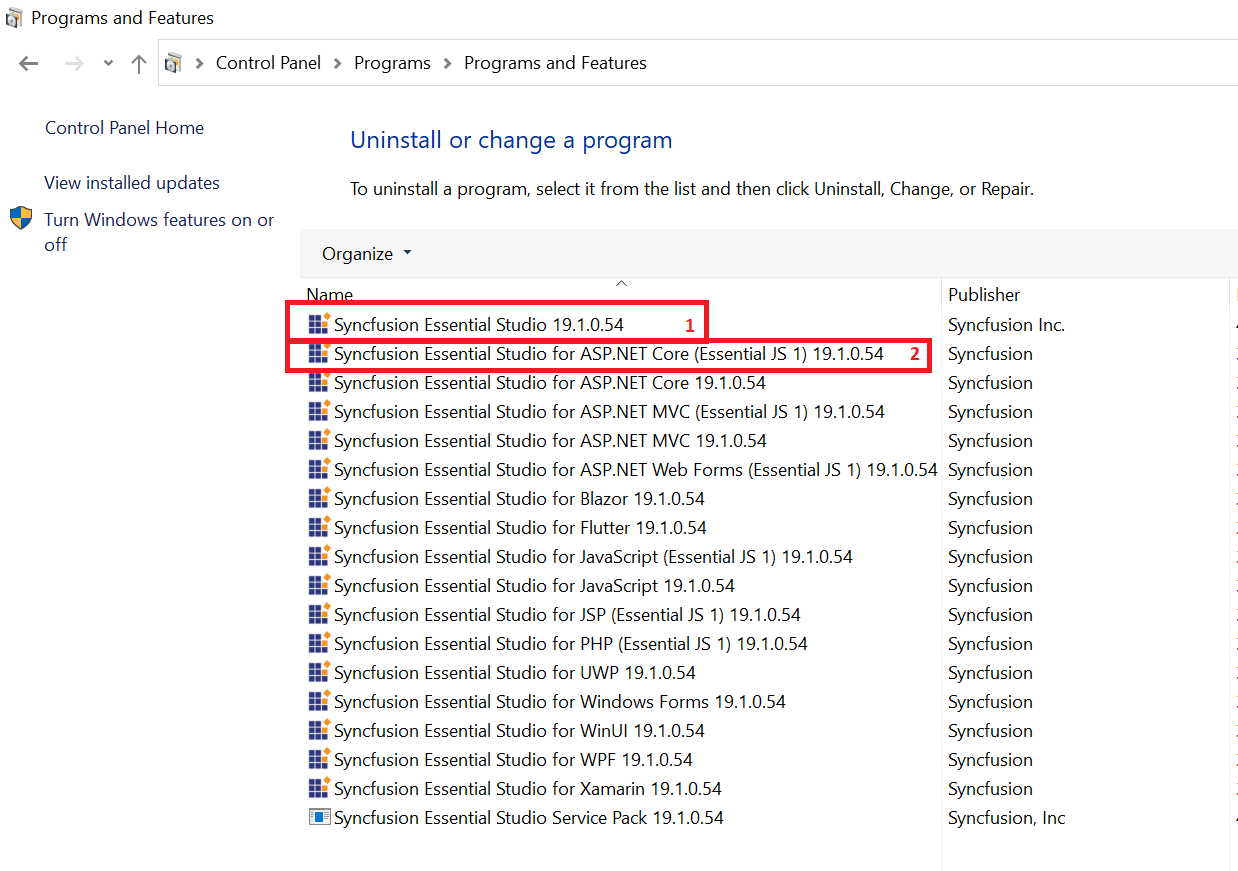 Programs and Features
Control Panel > Programs > Programs and Features
Control Panel Home
View installed updates
Turn Windows features on or
off
Uninstall or change a program
To uninstall a program, select it from the list and then click Uninstall, Change, or Repair.
Organize
Name Publisher
Syncfusion Essential Studio 19.1.0.54 1 Syncfusion Inc.
Syncfusion Essential Studio for ASP.NET Core (Essential JS 1) 19.1.0.54 2 Syncfusion
Syncfusion Essential Studio for ASP.NET Core 19.1.0.54 Syncfusion
Syncfusion Essential Studio for ASP.NET MVC (Essential JS 1) 19.1.0.54 Syncfusion
Syncfusion Essential Studio for ASP.NET MVC 19.1.0.54 Syncfusion
Syncfusion Essential Studio for ASP.NET Web Forms (Essential JS 1) 19.1.0.54 Syncfusion
Syncfusion Essential Studio for Blazor 19.1.0.54 Syncfusion
Syncfusion Essential Studio for Flutter 19.1.0.54 Syncfusion
Syncfusion Essential Studio for JavaScript (Essential JS 1) 19.1.0.54 Syncfusion
Syncfusion Essential Studio for JavaScript 19.1.0.54 Syncfusion
Syncfusion Essential Studio for JSP (Essential JS 1) 19.1.0.54 Syncfusion
Syncfusion Essential Studio for PHP (Essential JS 1) 19.1.0.54 Syncfusion
Syncfusion Essential Studio for UWP 19.1.0.54 Syncfusion
Syncfusion Essential Studio for Windows Forms 19.1.0.54 Syncfusion
Syncfusion Essential Studio for WinUI 19.1.0.54 Syncfusion
Syncfusion Essential Studio for WPF 19.1.0.54 Syncfusion
Syncfusion Essential Studio for Xamarin 19.1.0.54 Syncfusion
Syncfusion Essential Studio Service Pack 19.1.0.54 Syncfusion, Inc